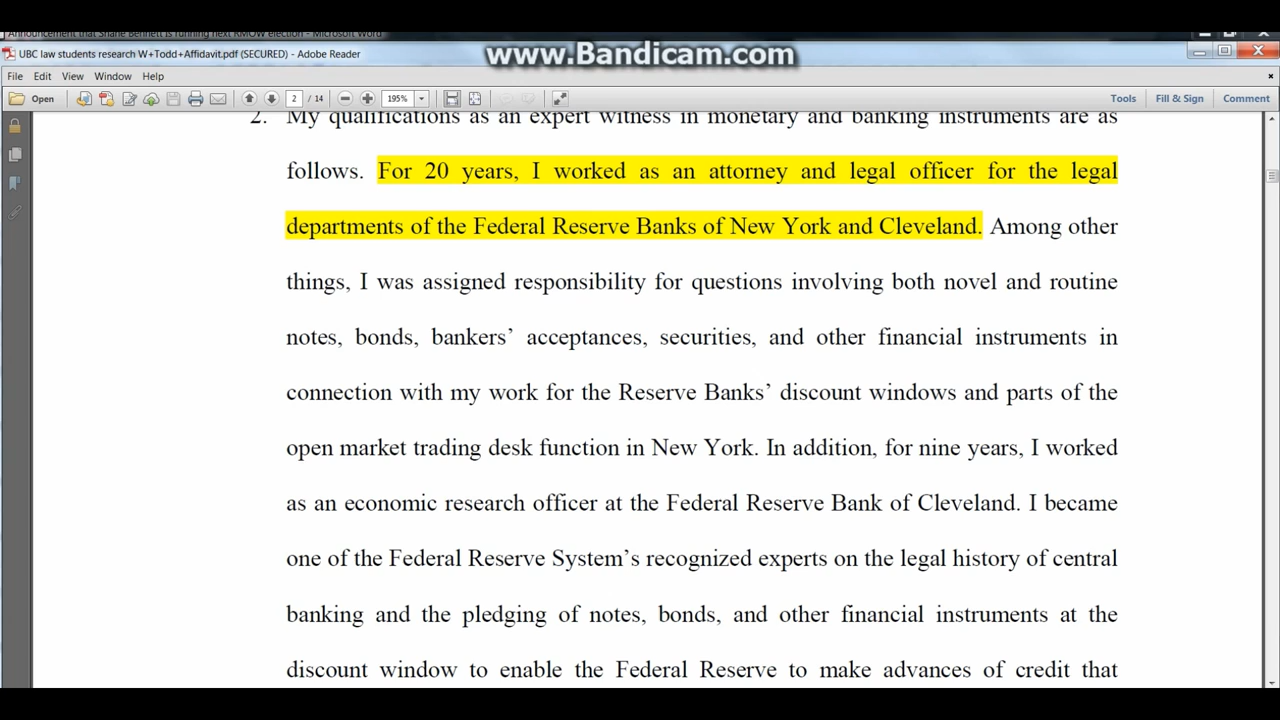 Announcement that Shane Bennett is running next RMOW election - Microsoft Word
UBC law students research W+Todd+Affidavit.pdf (SECURED) - Adobe Reader
www.Bandicam.com
File Edit View Window Help
Open 2 / 14 195% Tools Fill & Sign Comment
2. My qualifications as an expert witness in monetary and banking instruments are as
follows. For 20 years, I worked as an attorney and legal officer for the legal
departments of the Federal Reserve Banks of New York and Cleveland. Among other
things, I was assigned responsibility for questions involving both novel and routine
notes, bonds, bankers’ acceptances, securities, and other financial instruments in
connection with my work for the Reserve Banks’ discount windows and parts of the
open market trading desk function in New York. In addition, for nine years, I worked
as an economic research officer at the Federal Reserve Bank of Cleveland. I became
one of the Federal Reserve System’s recognized experts on the legal history of central
banking and the pledging of notes, bonds, and other financial instruments at the
discount window to enable the Federal Reserve to make advances of credit that